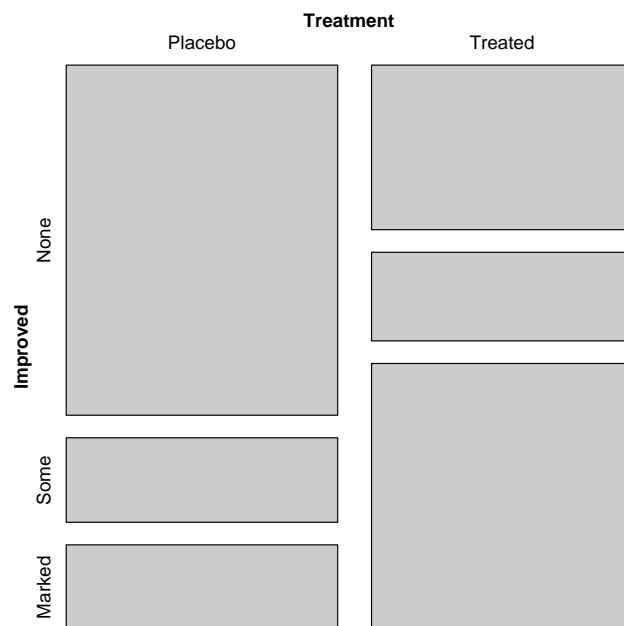 Treatment
Placebo Treated
Improved
None
Some
Marked